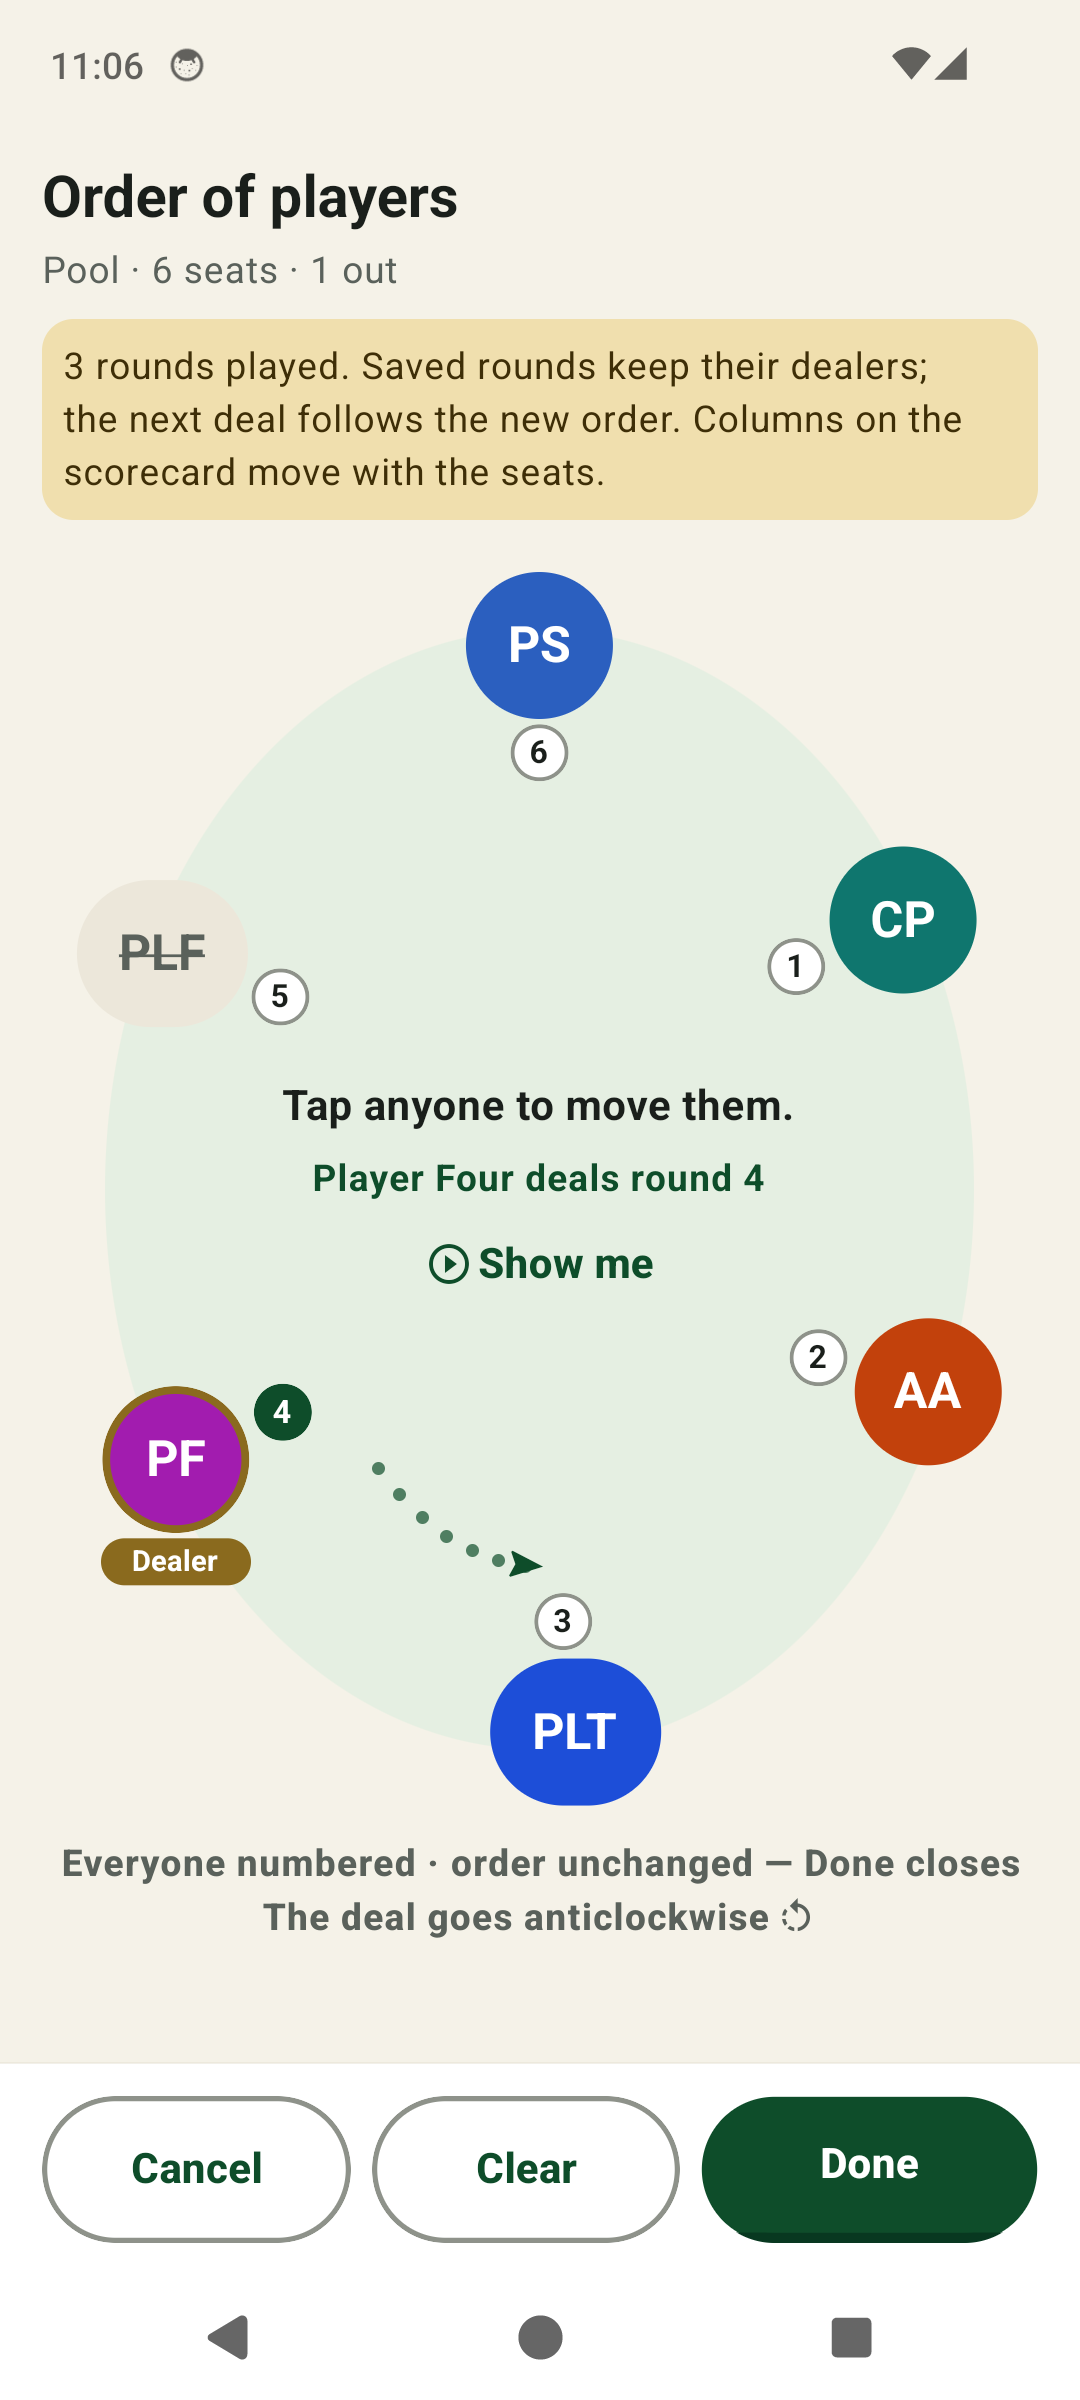 11:06
Order of players
Pool · 6 seats · 1 out
3 rounds played. Saved rounds keep their dealers;
the next deal follows the new order. Columns on the
scorecard move with the seats.
PS
6
CP
1
PLF
5
Tap anyone to move them.
Player Four deals round 4
Show me
2
AA
4
PF
Dealer
3
PLT
Everyone numbered · order unchanged — Done closes
The deal goes anticlockwise
Cancel
Clear
Done